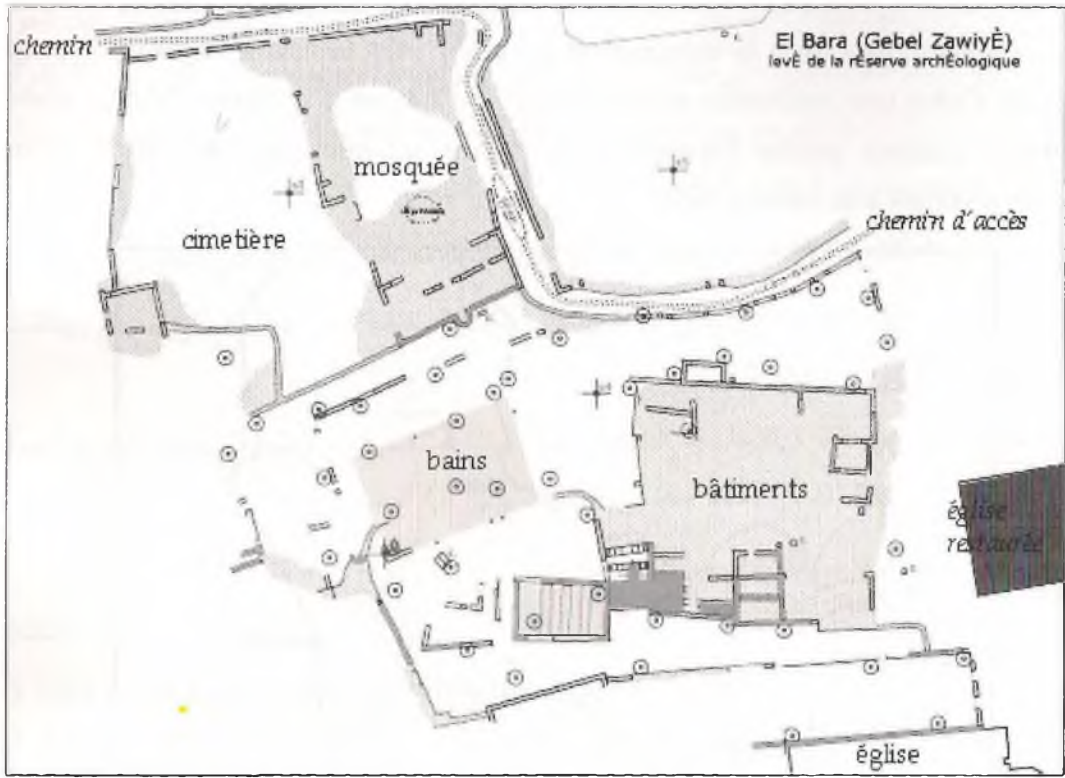 chemin
El Bara (Gebel ZawiyÈ)
levÈ de la rÈserve archÈologique
mosquée
cimetière
chemin d'accès
bains
bâtiments
église
restaurée
église